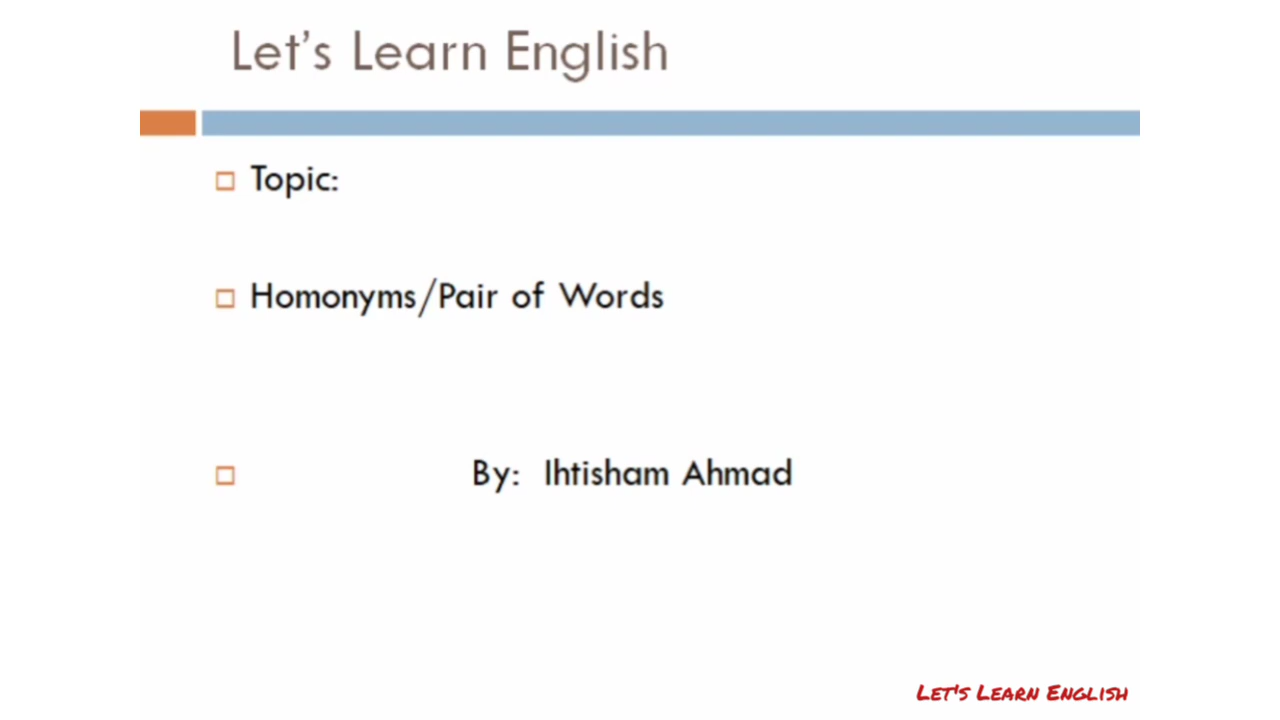 Let's Learn English
Topic:
Homonyms/Pair of Words
By: Ihtisham Ahmad
Let's Learn English